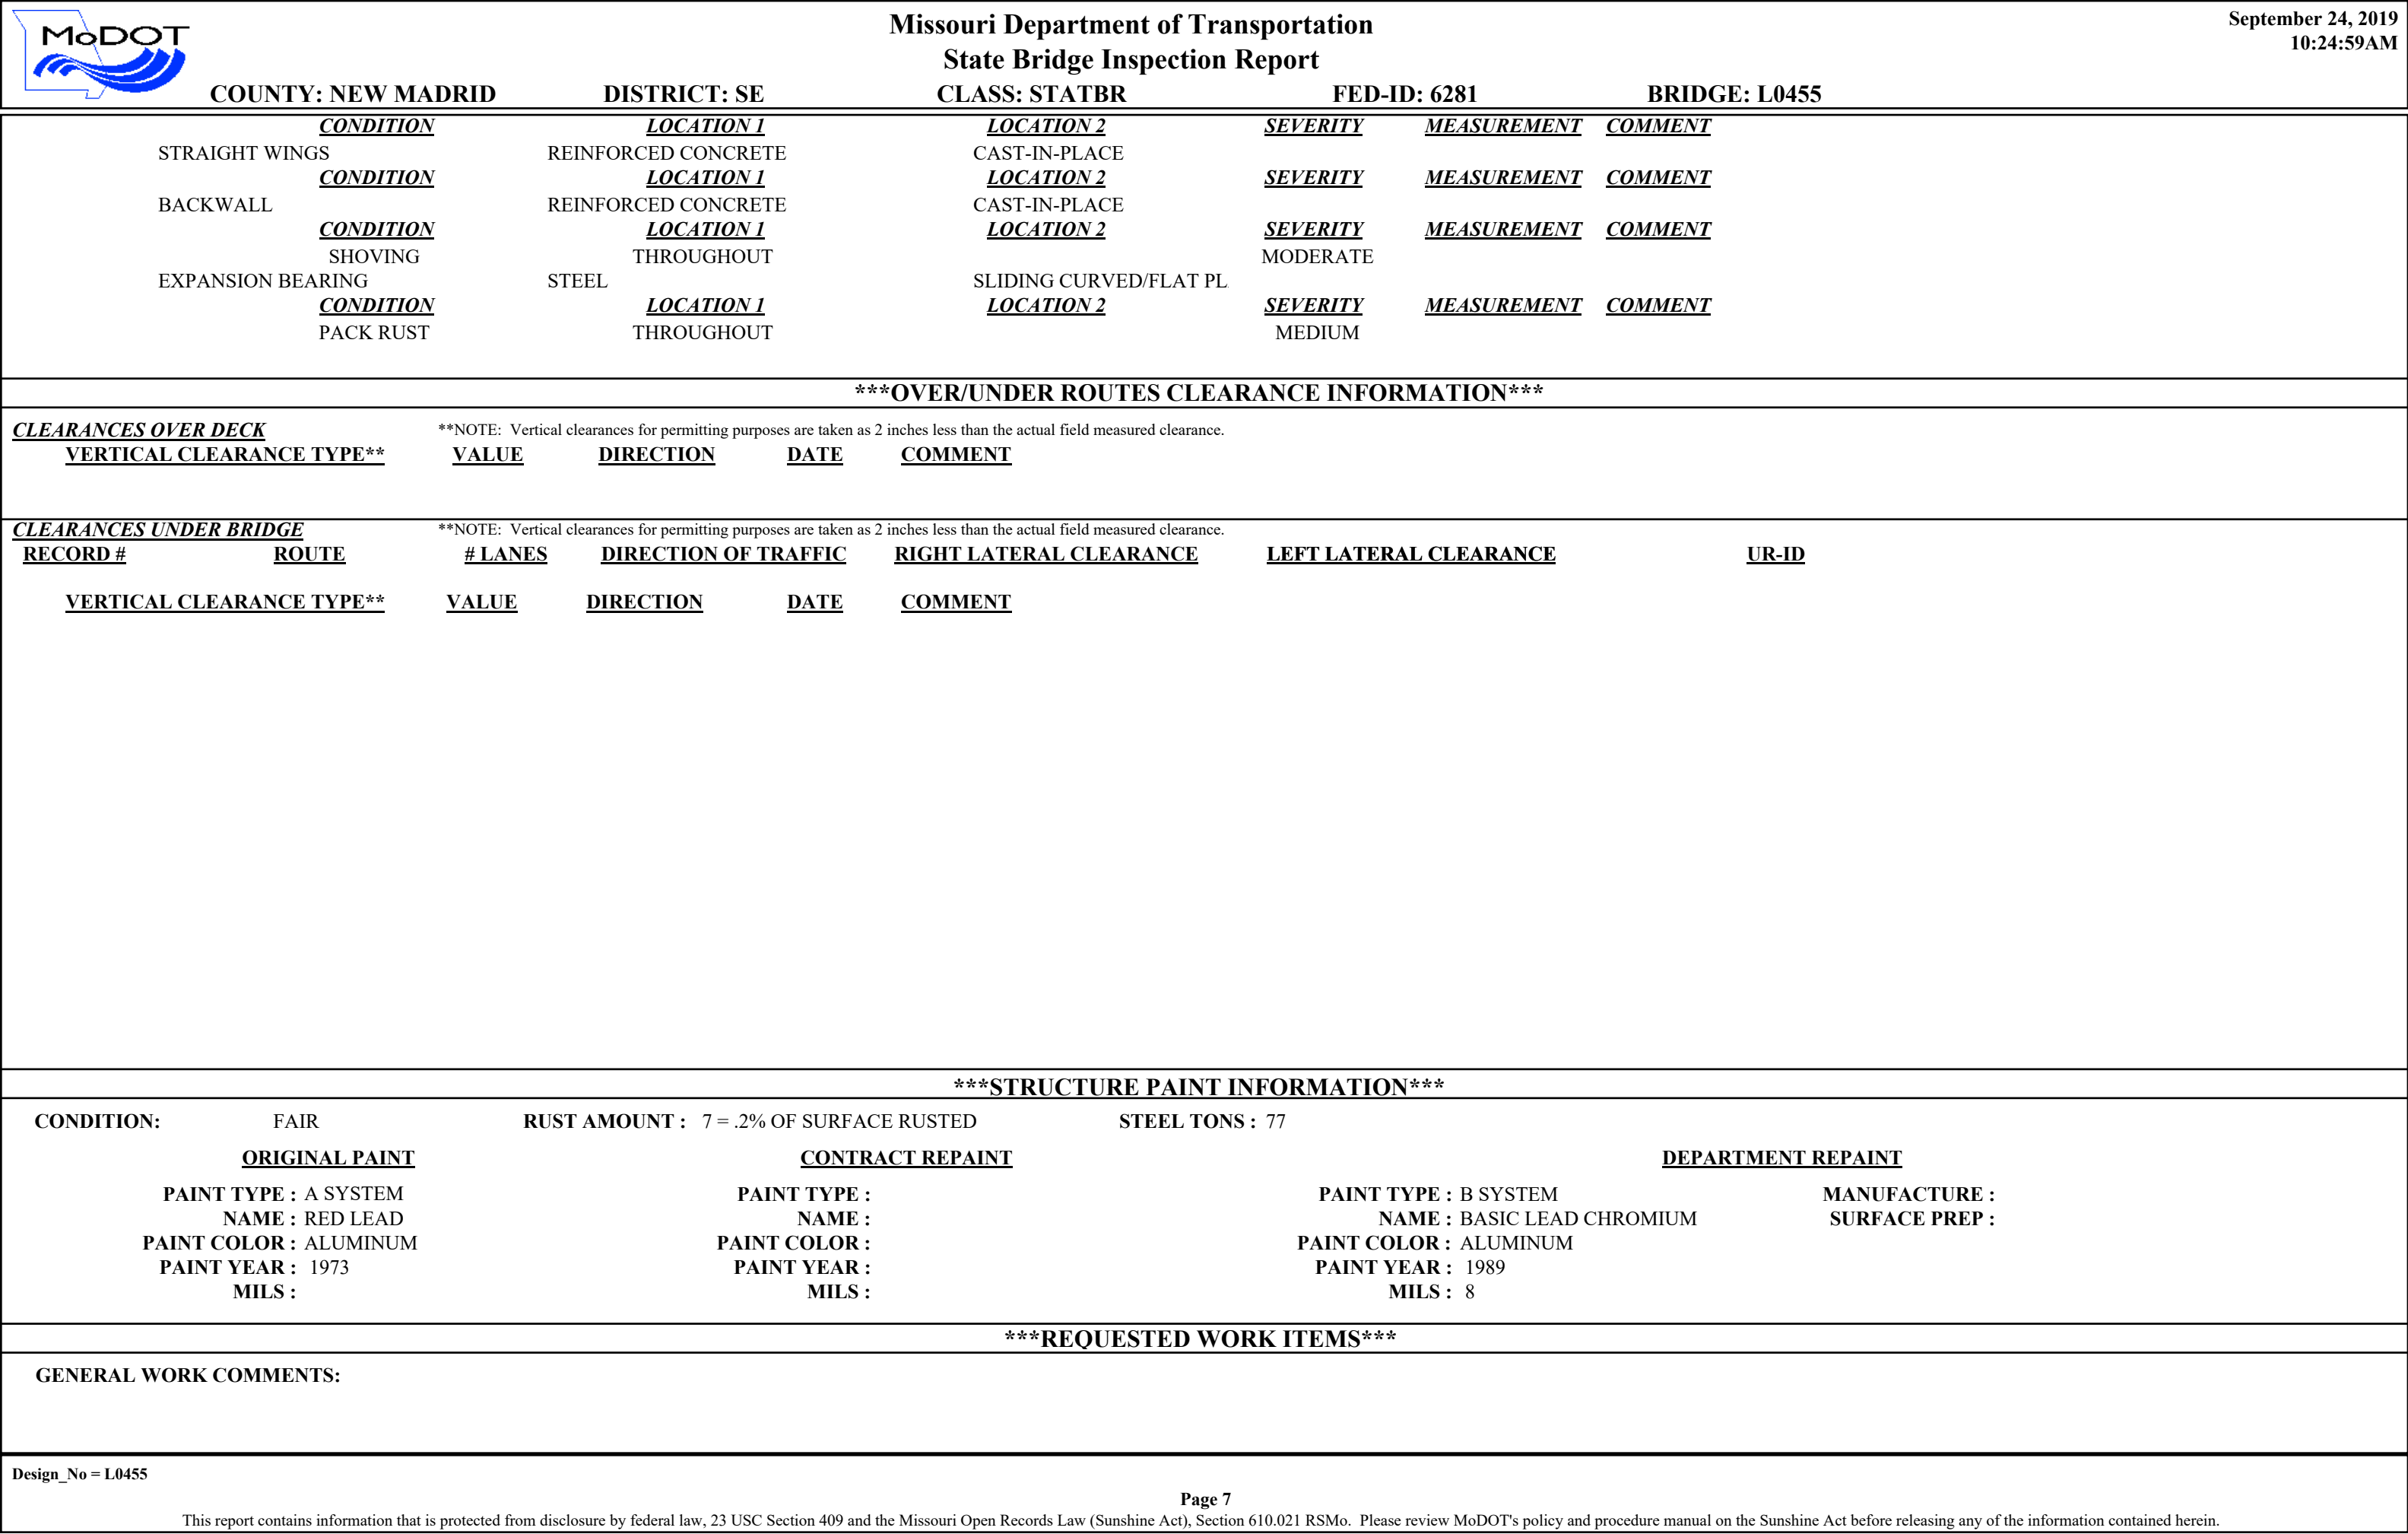 MoDOT
Missouri Department of Transportation
State Bridge Inspection Report
September 24, 2019
10:24:59AM
COUNTY: NEW MADRID DISTRICT: SE CLASS: STATBR FED-ID: 6281 BRIDGE: L0455
CONDITION LOCATION 1 LOCATION 2 SEVERITY MEASUREMENT COMMENT
STRAIGHT WINGS REINFORCED CONCRETE CAST-IN-PLACE
CONDITION LOCATION 1 LOCATION 2 SEVERITY MEASUREMENT COMMENT
BACKWALL REINFORCED CONCRETE CAST-IN-PLACE
CONDITION LOCATION 1 LOCATION 2 SEVERITY MEASUREMENT COMMENT
SHOVING THROUGHOUT MODERATE
EXPANSION BEARING STEEL SLIDING CURVED/FLAT PL
CONDITION LOCATION 1 LOCATION 2 SEVERITY MEASUREMENT COMMENT
PACK RUST THROUGHOUT MEDIUM
***OVER/UNDER ROUTES CLEARANCE INFORMATION***
CLEARANCES OVER DECK **NOTE: Vertical clearances for permitting purposes are taken as 2 inches less than the actual field measured clearance.
VERTICAL CLEARANCE TYPE** VALUE DIRECTION DATE COMMENT
CLEARANCES UNDER BRIDGE **NOTE: Vertical clearances for permitting purposes are taken as 2 inches less than the actual field measured clearance.
RECORD # ROUTE # LANES DIRECTION OF TRAFFIC RIGHT LATERAL CLEARANCE LEFT LATERAL CLEARANCE UR-ID
VERTICAL CLEARANCE TYPE** VALUE DIRECTION DATE COMMENT
***STRUCTURE PAINT INFORMATION***
CONDITION: FAIR RUST AMOUNT : 7 = .2% OF SURFACE RUSTED STEEL TONS : 77
ORIGINAL PAINT CONTRACT REPAINT DEPARTMENT REPAINT
PAINT TYPE : A SYSTEM PAINT TYPE : PAINT TYPE : B SYSTEM MANUFACTURE :
NAME : RED LEAD NAME : NAME : BASIC LEAD CHROMIUM SURFACE PREP :
PAINT COLOR : ALUMINUM PAINT COLOR : PAINT COLOR : ALUMINUM
PAINT YEAR : 1973 PAINT YEAR : PAINT YEAR : 1989
MILS : MILS : MILS : 8
***REQUESTED WORK ITEMS***
GENERAL WORK COMMENTS:
Design_No = L0455
Page 7
This report contains information that is protected from disclosure by federal law, 23 USC Section 409 and the Missouri Open Records Law (Sunshine Act), Section 610.021 RSMo. Please review MoDOT's policy and procedure manual on the Sunshine Act before releasing any of the information contained herein.